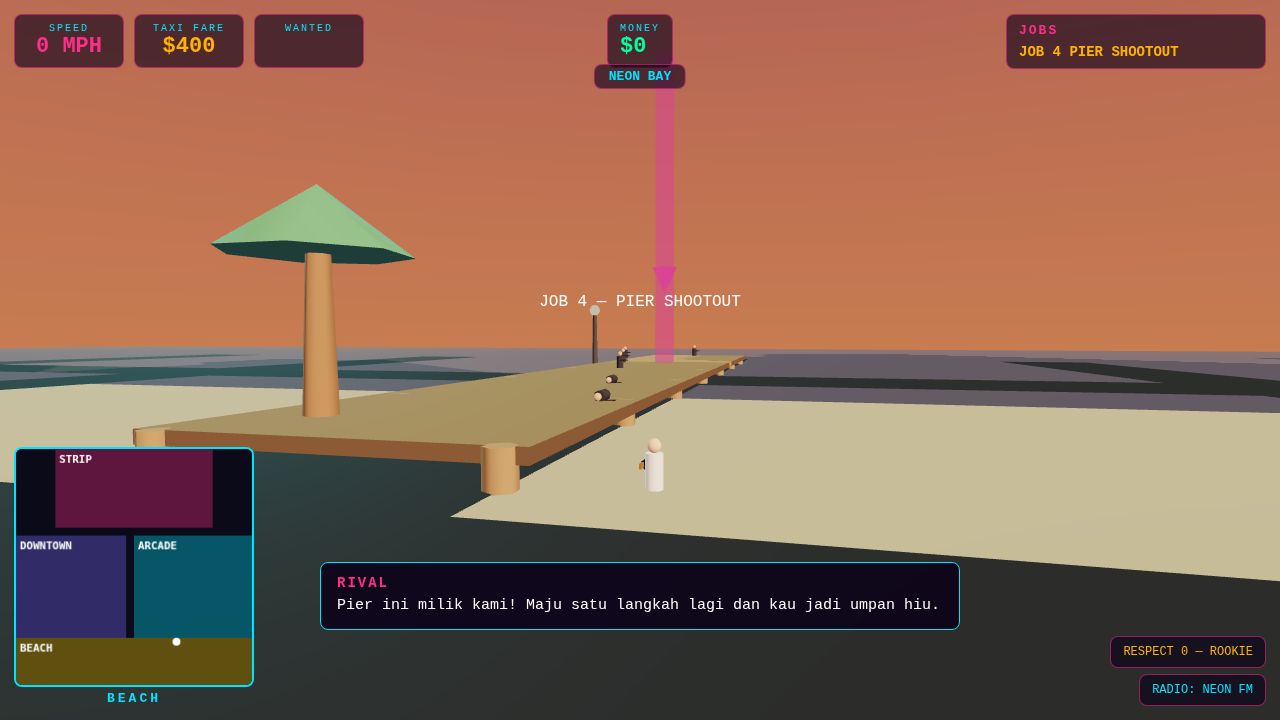 SPEED
0 MPH
TAXI FARE
$400
WANTED
MONEY
$0
NEON BAY
JOBS
JOB 4 PIER SHOOTOUT
JOB 4 — PIER SHOOTOUT
STRIP
DOWNTOWN
ARCADE
BEACH
BEACH
RIVAL
Pier ini milik kami! Maju satu langkah lagi dan kau jadi umpan hiu.
RESPECT 0 — ROOKIE
RADIO: NEON FM